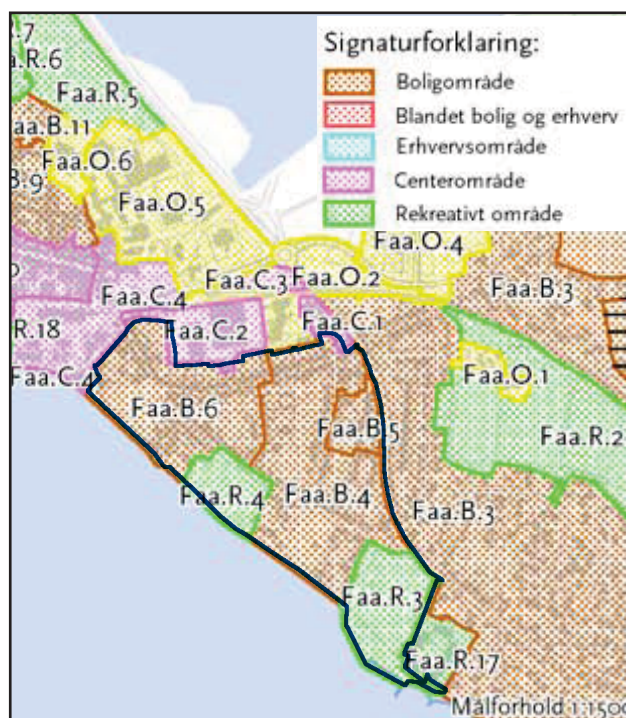 Signaturforklaring:
Boligområde
Blandet bolig og erhverv
Erhvervsområde
Centerområde
Rekreativt område
R.7
a.R.6
Faa.R.5
aa.B.11
Faa.O.6
B.9
Faa.O.5
Faa.O.4
Faa.C.3
Faa.O.2
Faa.B.3
Faa.C.4
R.18
Faa.C.2
Faa.C.1
Faa.C.4
Faa.O.1
Faa.B.6
Faa.B.5
Faa.R.2
Faa.R.4
Faa.B.4
Faa.B.3
Faa.R.3
Faa.R.17
Målforhold 1:1500